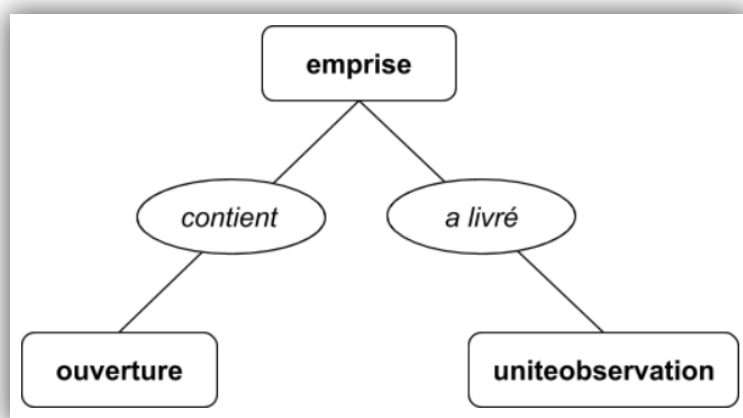 emprise
contient
a livré
ouverture
uniteobservation